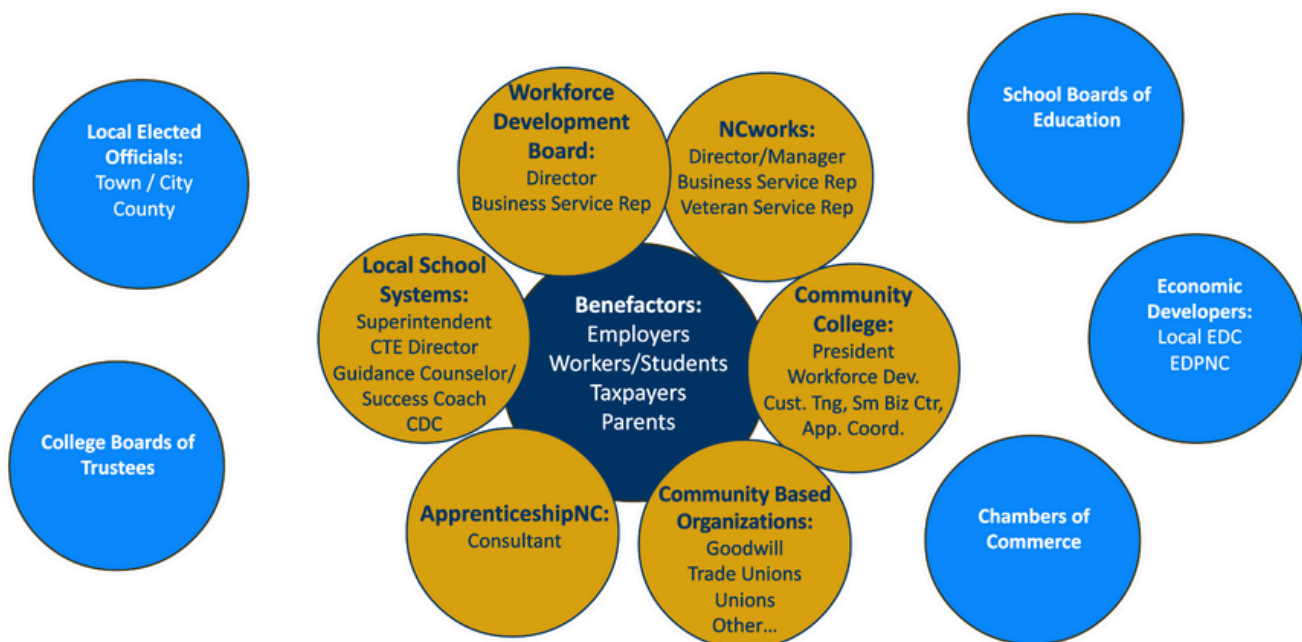 Local Elected
Officials:
Town / City
County
College Boards of
Trustees
Workforce
Development
Board:
Director
Business Service Rep
NCworks:
Director/Manager
Business Service Rep
Veteran Service Rep
Local School
Systems:
Superintendent
CTE Director
Guidance Counselor/
Success Coach
CDC
Benefactors:
Employers
Workers/Students
Taxpayers
Parents
Community
College:
President
Workforce Dev.
Cust. Tng, Sm Biz Ctr,
App. Coord.
ApprenticeshipNC:
Consultant
Community Based
Organizations:
Goodwill
Trade Unions
Unions
Other...
School Boards of
Education
Economic
Developers:
Local EDC
EDPNC
Chambers of
Commerce